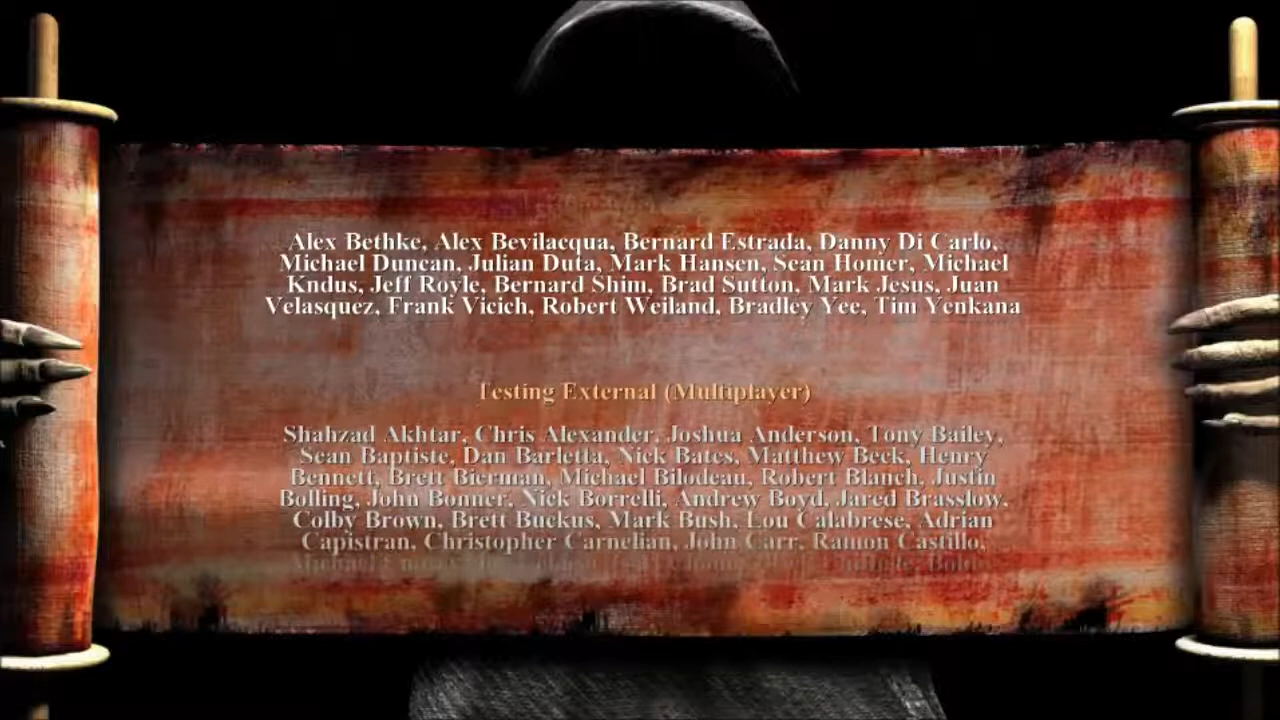 Alex Bethke, Alex Bevilacqua, Bernard Estrada, Danny Di Carlo,
Michael Duncan, Julian Duta, Mark Hansen, Sean Homer, Michael
Kndus, Jeff Royle, Bernard Shim, Brad Sutton, Mark Jesus, Juan
Velasquez, Frank Vicich, Robert Weiland, Bradley Yee, Tim Yenkana
Testing External (Multiplayer)
Shahzad Akhtar, Chris Alexander, Joshua Anderson, Tony Bailey,
Sean Baptiste, Dan Barletta, Nick Bates, Matthew Beck, Henry
Bennett, Brett Bierman, Michael Bilodeau, Robert Blanch, Justin
Bolling, John Bonner, Nick Borrelli, Andrew Boyd, Jared Brasslow,
Colby Brown, Brett Buckus, Mark Bush, Lou Calabrese, Adrian
Capistran, Christopher Carnelian, John Carr, Ramon Castillo,
Michael